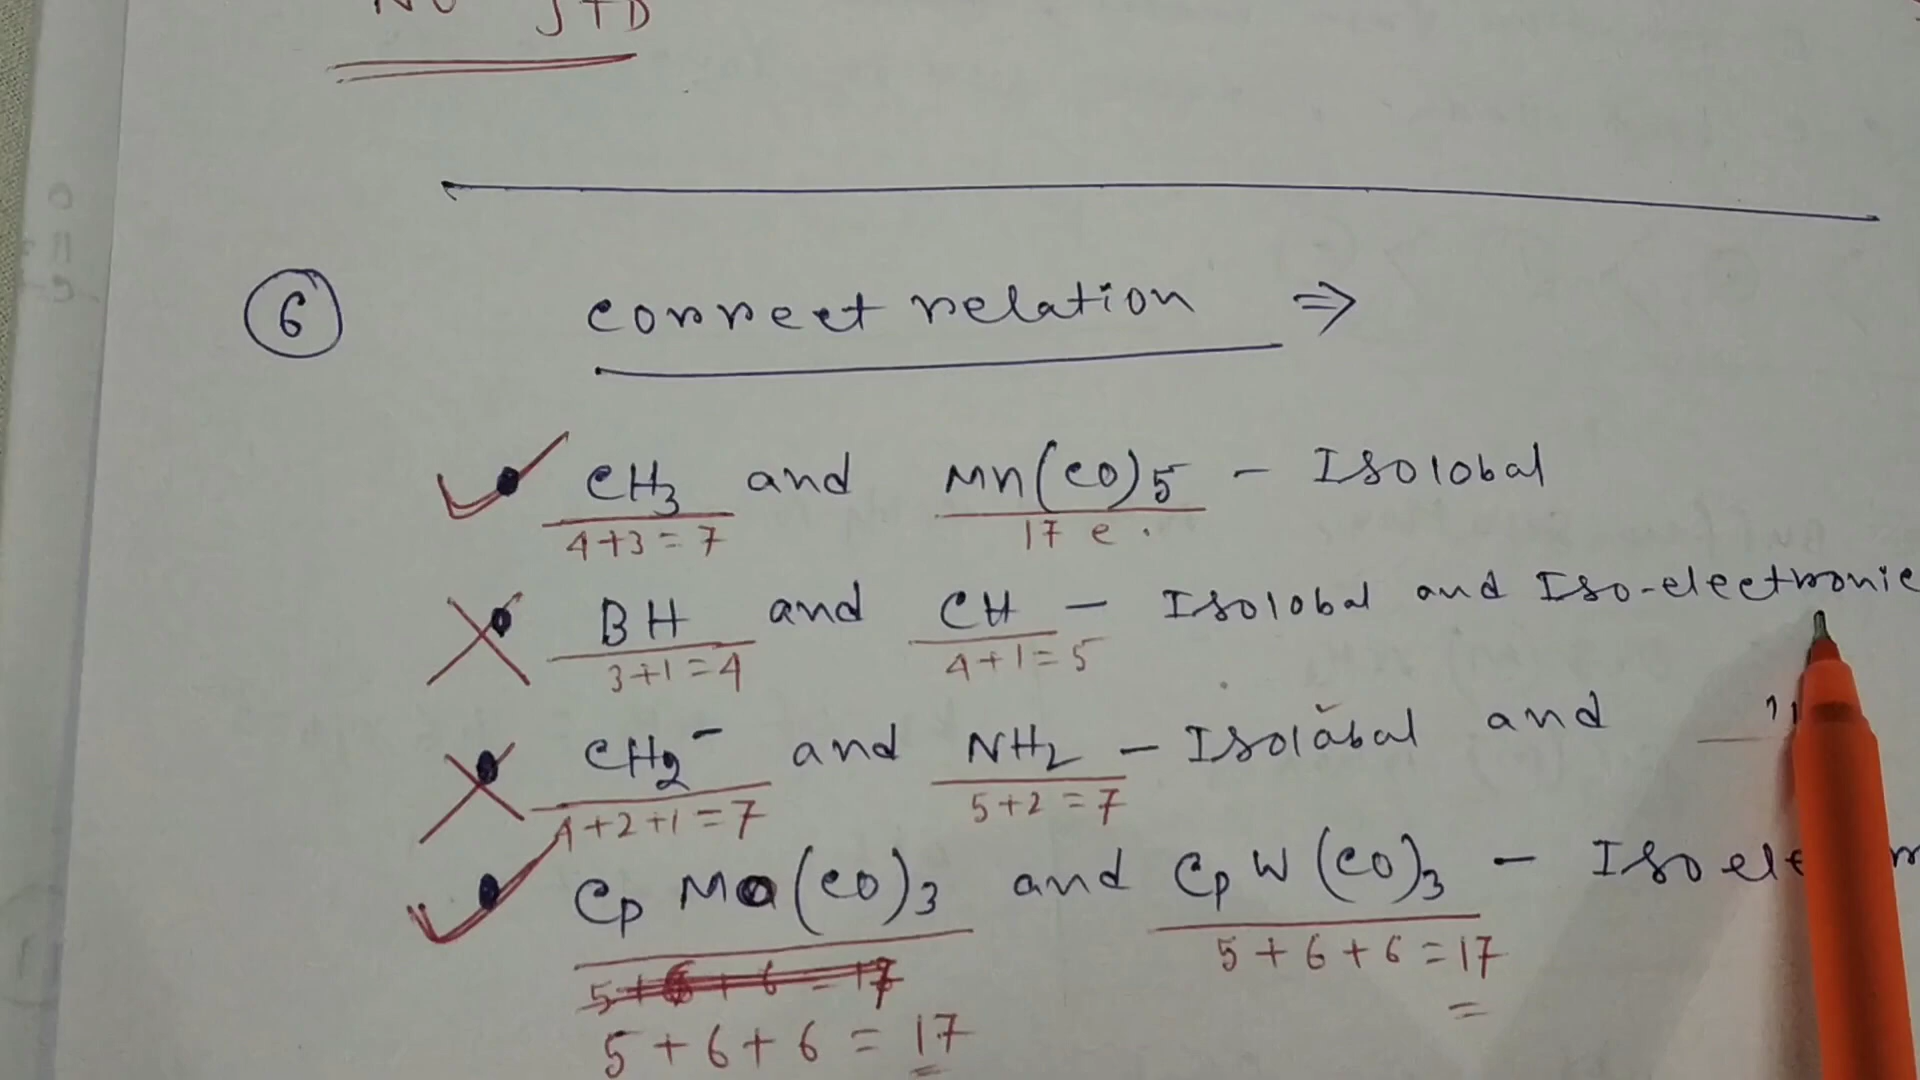 No JTD
6 correct relation ⇒
CH3 and Mn(CO)5 - Isolobal
4+3=7 17 e.
BH and CH - Isolobal and Iso-electronic
3+1=4 4+1=5
CH2⁻ and NH2 - Isolabal and
4+2+1=7 5+2=7
Cp Mo(CO)3 and Cp W(CO)3 -
5+6+6=17 5+6+6=17
5+6+6=17